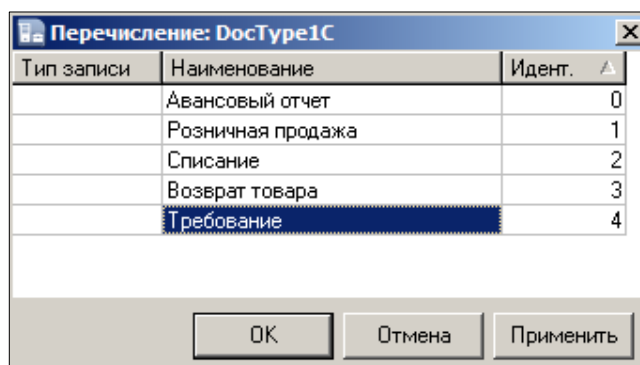 Перечисление: DocType1C
Тип записи Наименование Идент.
Авансовый отчет 0
Розничная продажа 1
Списание 2
Возврат товара 3
Требование 4
OK Отмена Применить